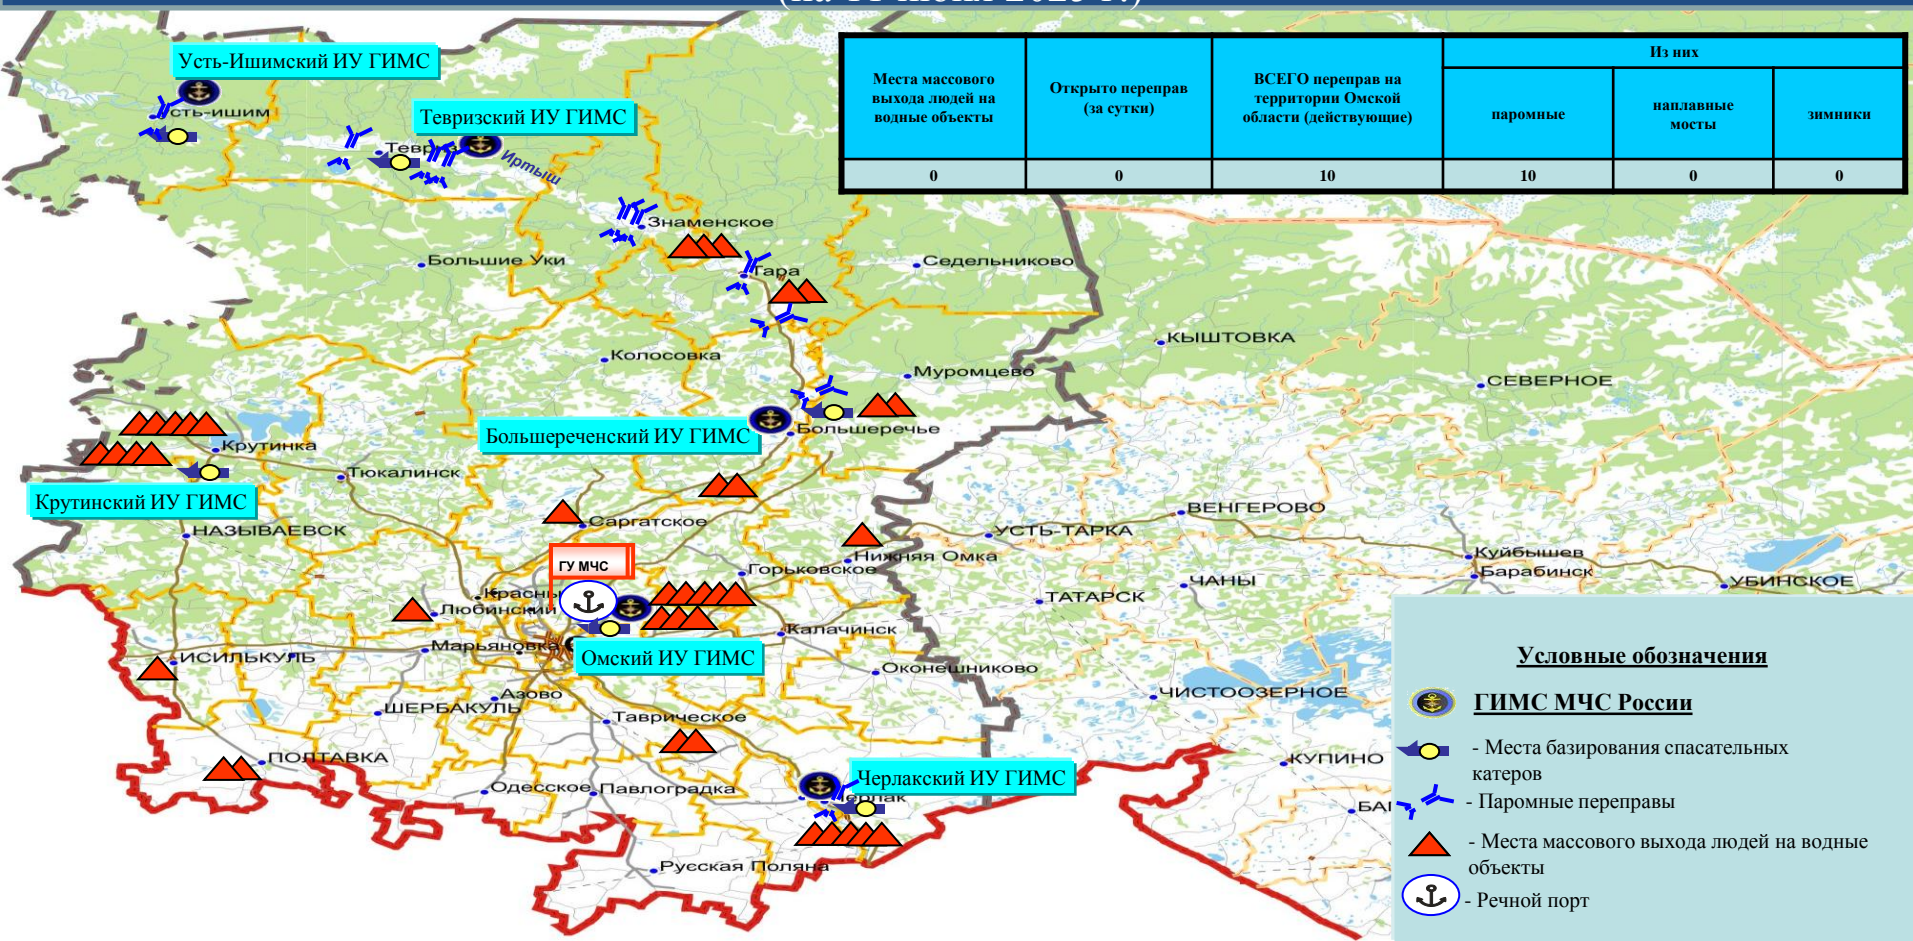 Усть-Ишимский ИУ ГИМС
Тевризский ИУ ГИМС
Иртыш
Знаменское
Большие Уки
Тара
Седельниково
Колосовка
Муромцево
КЫШТОВКА
СЕВЕРНОЕ
Большереченский ИУ ГИМС
Большеречье
Крутинка
Тюкалинск
Крутинский ИУ ГИМС
НАЗЫВАЕВСК
Саргатское
УСТЬ-ТАРКА
ВЕНГЕРОВО
Нижняя Омка
Горьковское
Куйбышев
Барабинск
УБИНСКОЕ
ЧАНЫ
ТАТАРСК
ГУ МЧС
Любинский
Марьяновка
Калачинск
ИСИЛЬКУЛЬ
Омский ИУ ГИМС
Оконешниково
ЧИСТООЗЕРНОЕ
Азово
ШЕРБАКУЛЬ
Таврическое
ПОЛТАВКА
Одесское
Павлоградка
Черлакский ИУ ГИМС
КУПИНО
Русская Поляна
Места массового
выхода людей на
водные объекты
Открыто переправ
(за сутки)
ВСЕГО переправ на
территории Омской
области (действующие)
Из них
паромные
наплавные
мосты
зимники
0 0 10 10 0 0
Условные обозначения
ГИМС МЧС России
- Места базирования спасательных
катеров
- Паромные переправы
- Места массового выхода людей на водные
объекты
- Речной порт